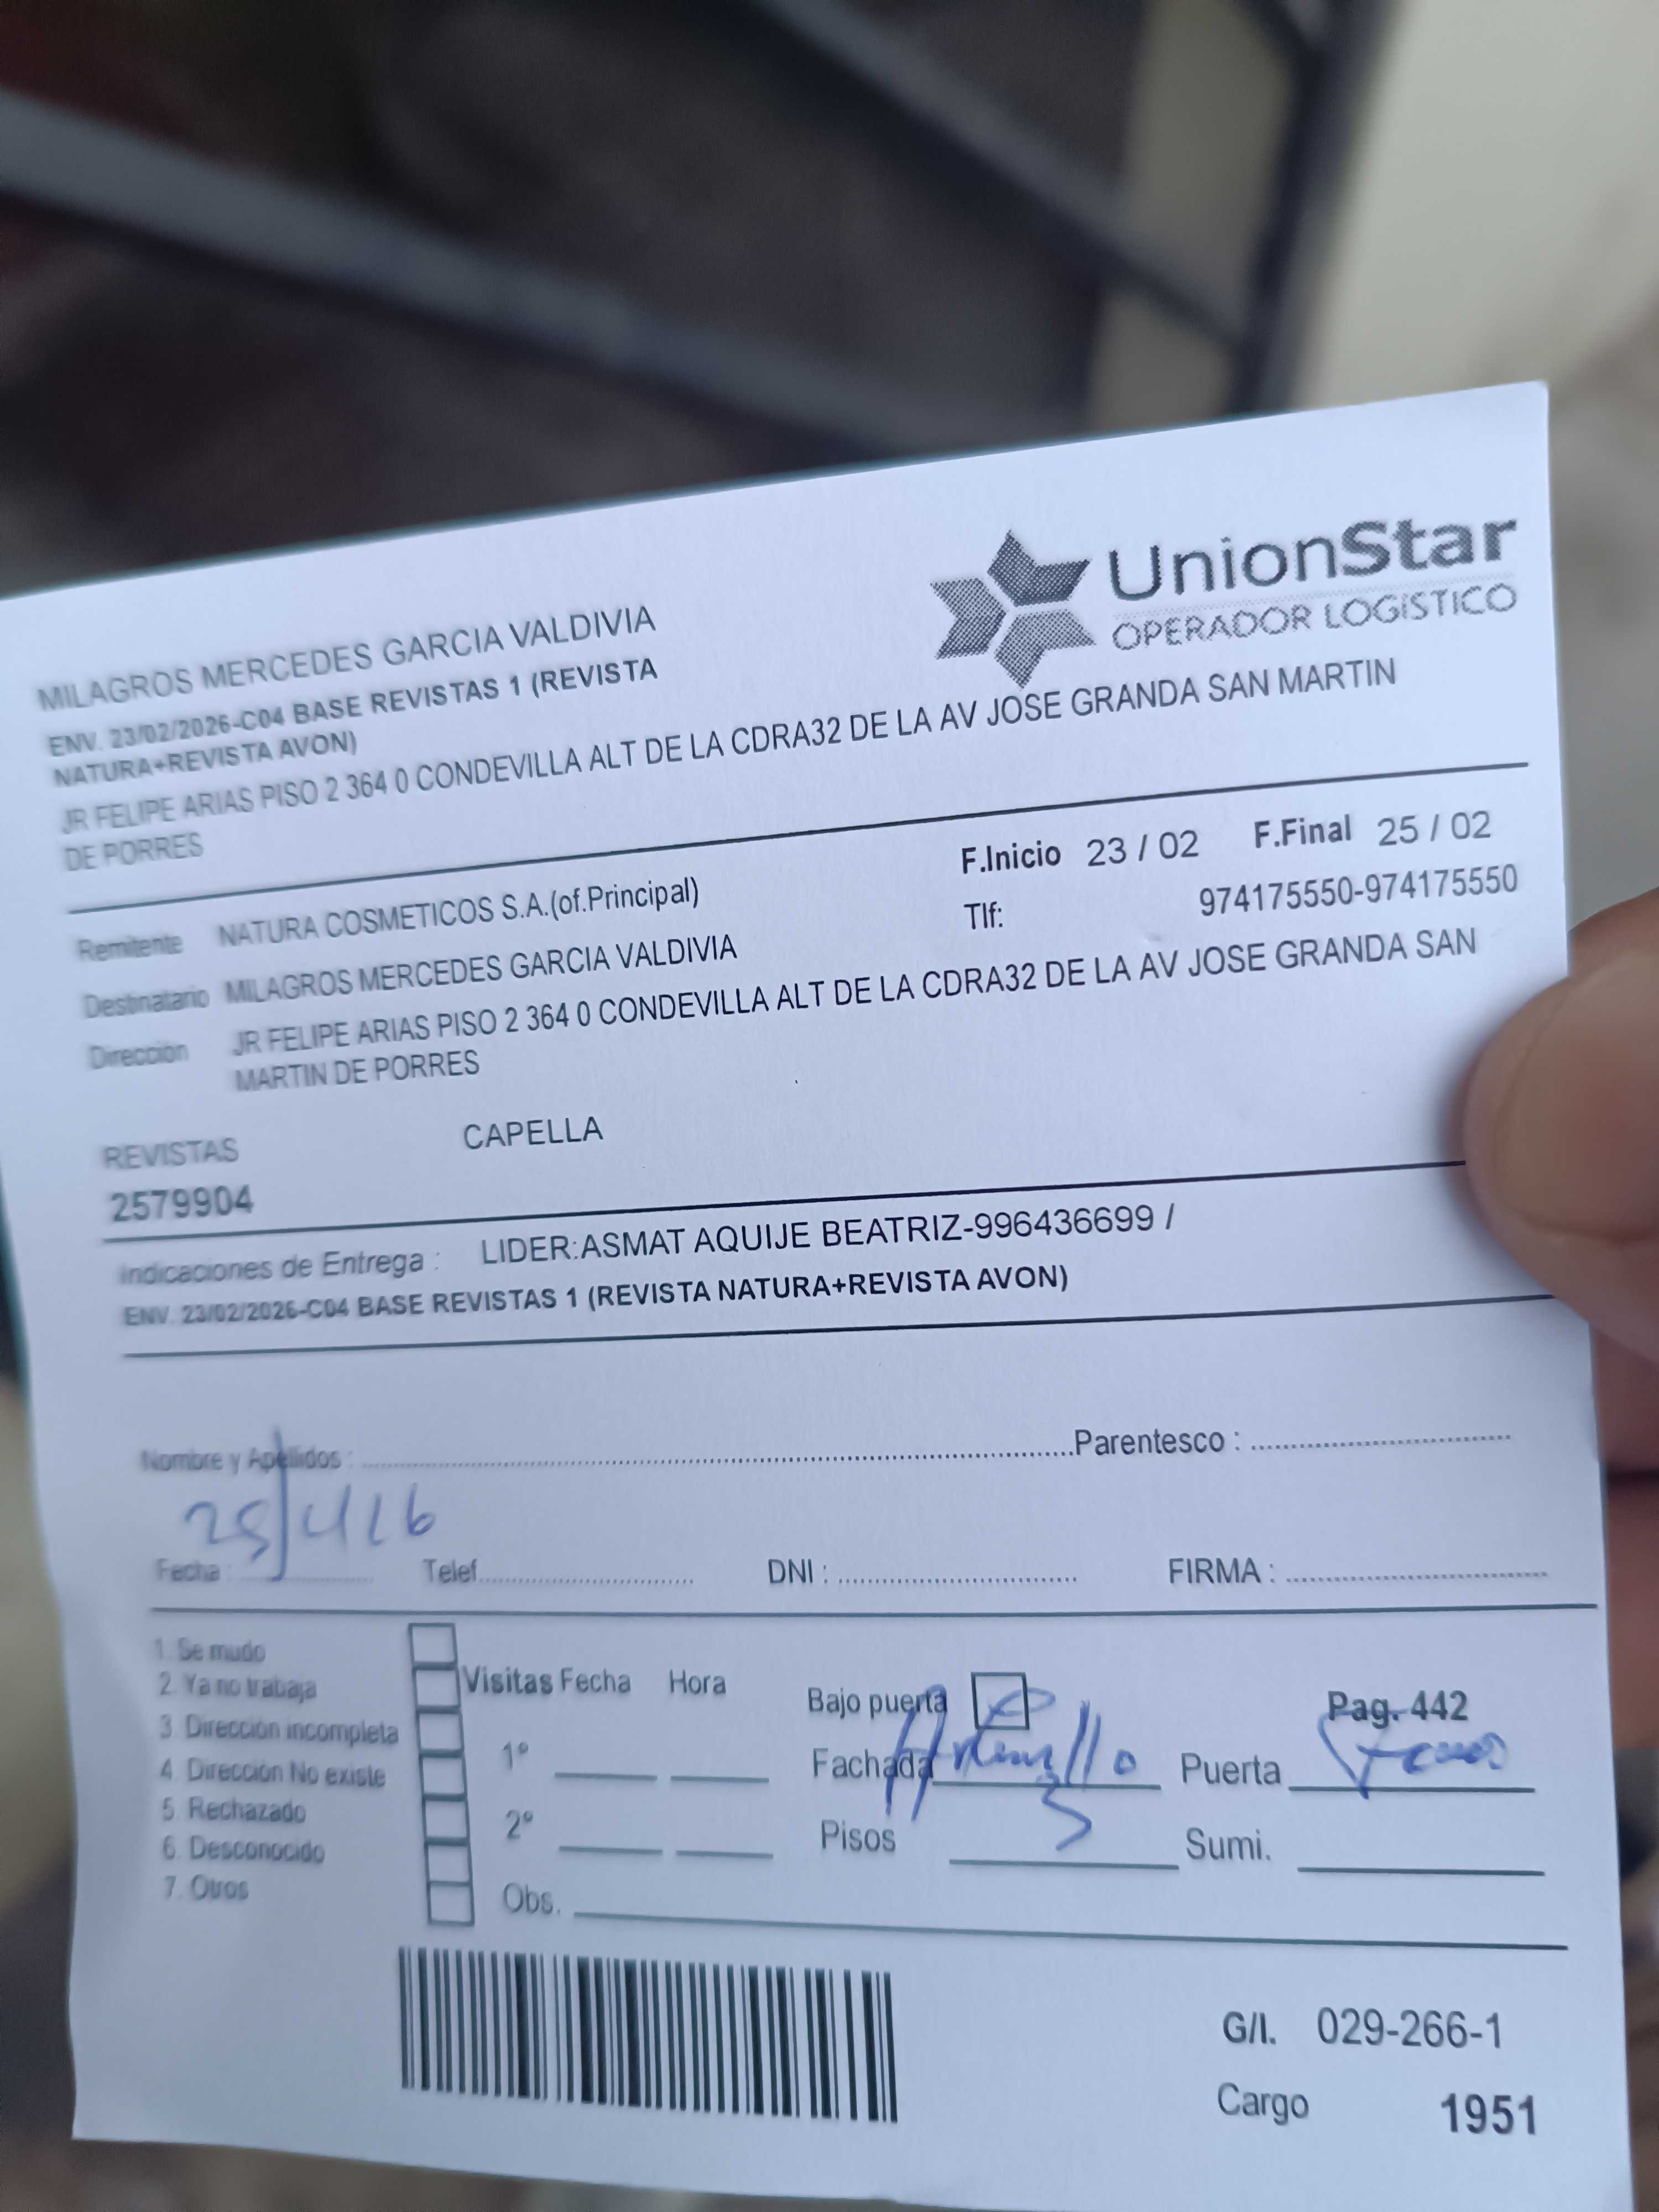 UnionStar
OPERADOR LOGÍSTICO
MILAGROS MERCEDES GARCIA VALDIVIA
ENV. 23/02/2026-C04 BASE REVISTAS 1 (REVISTA
NATURA+REVISTA AVON)
JR FELIPE ARIAS PISO 2 364 0 CONDEVILLA ALT DE LA CDRA32 DE LA AV JOSE GRANDA SAN MARTIN
DE PORRES
F.Inicio 23 / 02 F.Final 25 / 02
Remitente NATURA COSMETICOS S.A.(of.Principal)
Tlf: 974175550-974175550
Destinatario MILAGROS MERCEDES GARCIA VALDIVIA
Dirección JR FELIPE ARIAS PISO 2 364 0 CONDEVILLA ALT DE LA CDRA32 DE LA AV JOSE GRANDA SAN
MARTIN DE PORRES
REVISTAS CAPELLA
2579904
Indicaciones de Entrega : LIDER:ASMAT AQUIJE BEATRIZ-996436699 /
ENV. 23/02/2026-C04 BASE REVISTAS 1 (REVISTA NATURA+REVISTA AVON)
Nombre y Apellidos : Parentesco :
Fecha : Telef DNI : FIRMA :
1. Se mudo
2. Ya no trabaja
3. Dirección incompleta
4. Dirección No existe
5. Rechazado
6. Desconocido
7. Otros
Visitas Fecha Hora
1º
2º
Obs.
Bajo puerta
Fachada
Pisos 3
Pag. 442
Puerta
Sumi.
G/I. 029-266-1
Cargo 1951